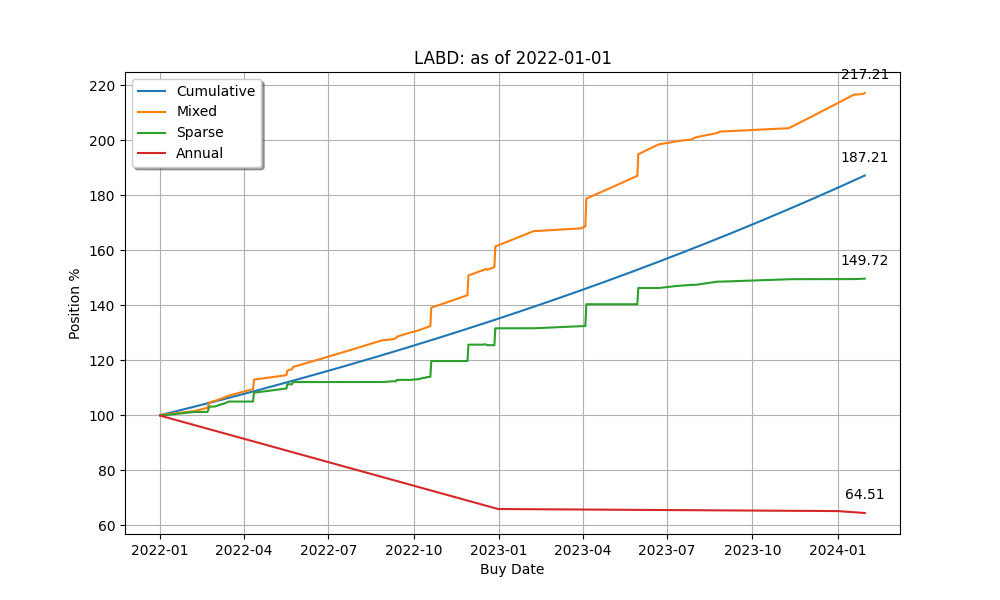 LABD: as of 2022-01-01
217.21
220
Cumulative
Mixed
Sparse
Annual
200
187.21
180
160
149.72
140
120
100
80
64.51
60
Position %
2022-01 2022-04 2022-07 2022-10 2023-01 2023-04 2023-07 2023-10 2024-01
Buy Date